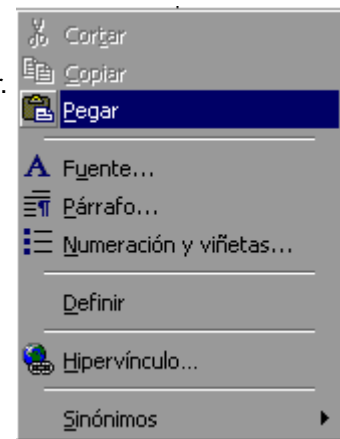 Cortar
Copiar
Pegar
Fuente...
Párrafo...
Numeración y viñetas...
Definir
Hipervínculo...
Sinónimos